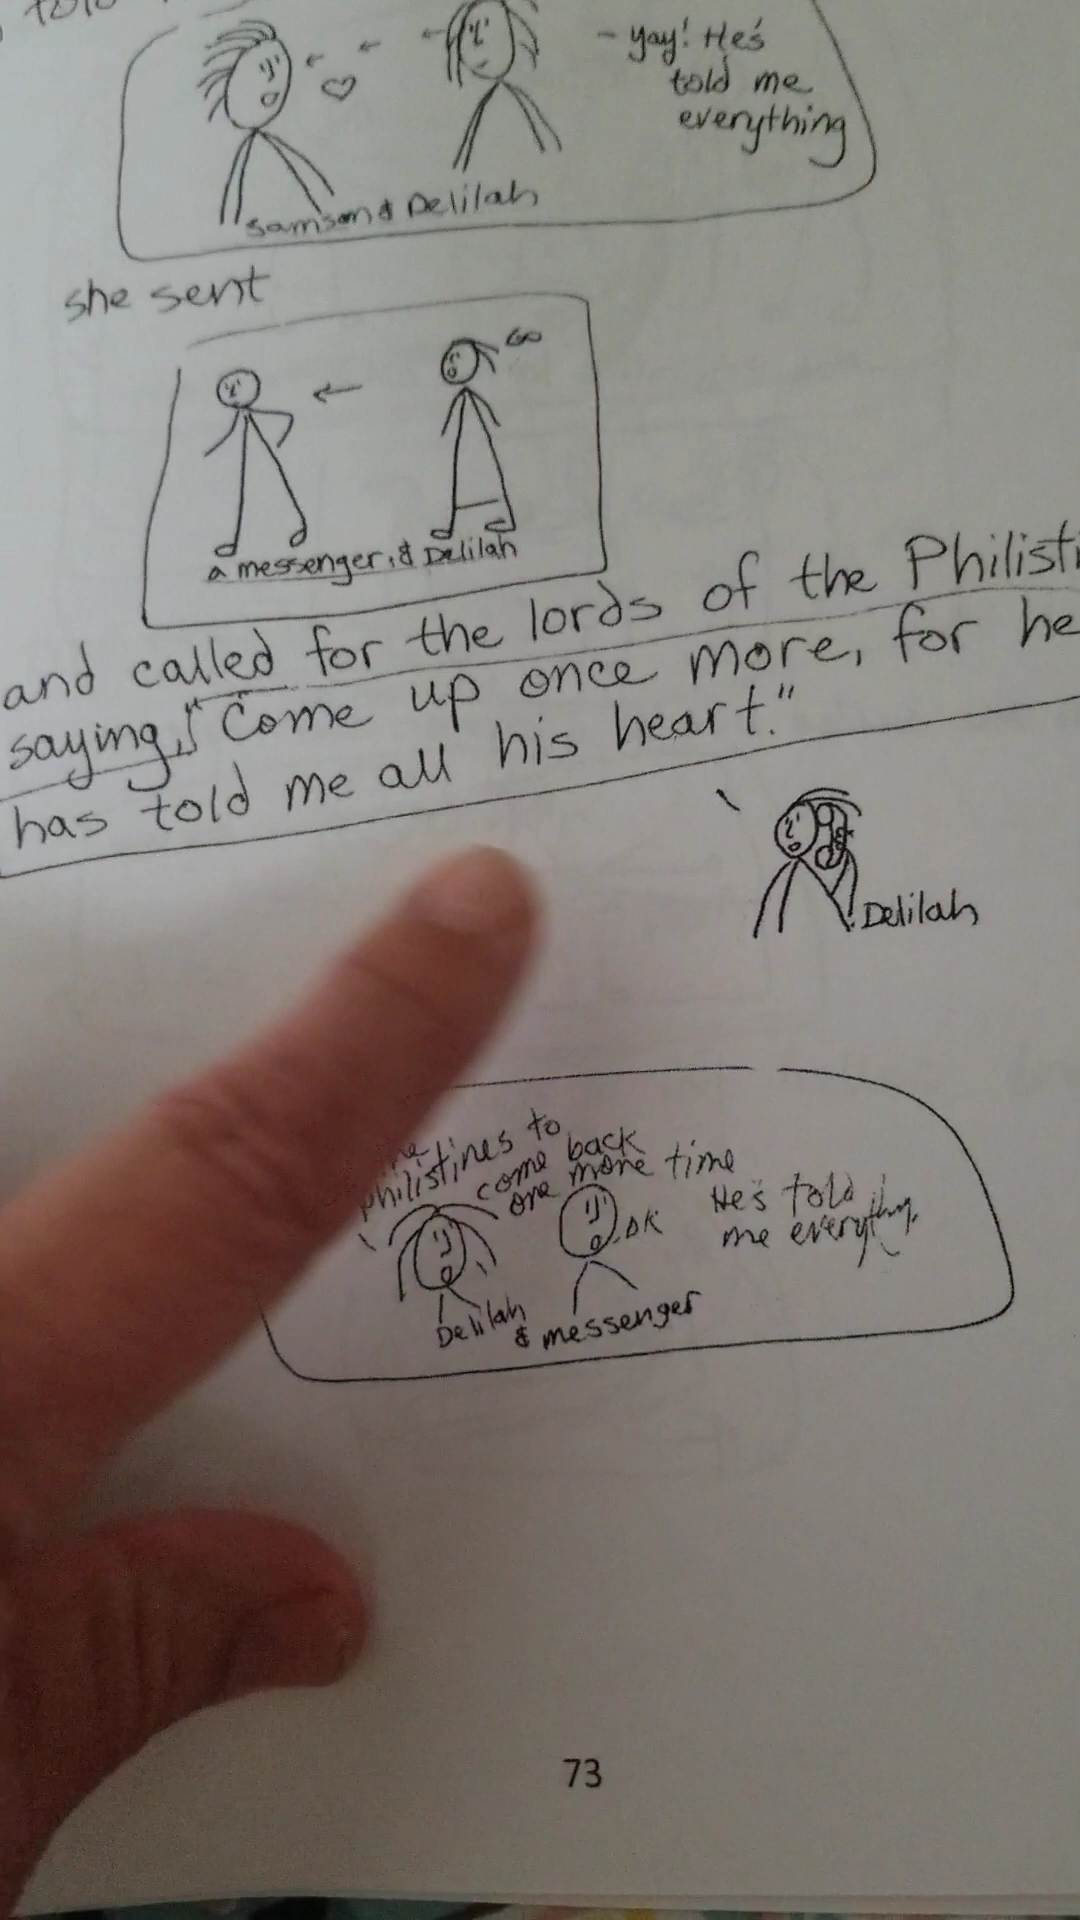 told
- yay! He's
told me
everything
samson & Delilah
she sent
Go
a messenger, & Delilah
and called for the lords of the Philisti
saying, "Come up once more, for he
has told me all his heart."
Delilah
philistines to
come back
one more time
OK
He's told
me everything
Delilah
& messenger
73